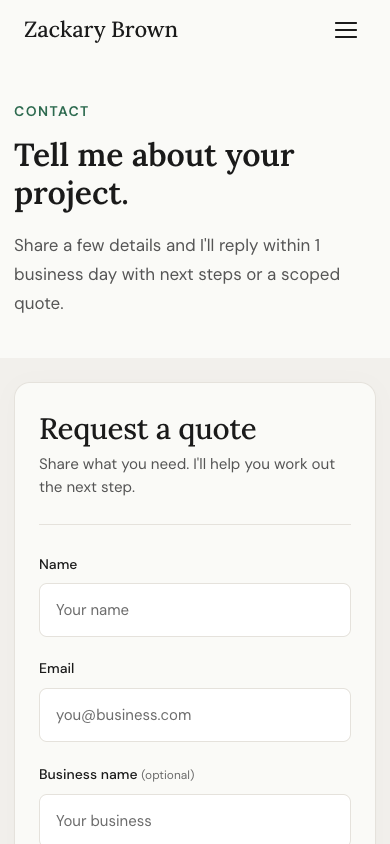 Zackary Brown
CONTACT
Tell me about your
project.
Share a few details and I'll reply within 1
business day with next steps or a scoped
quote.
Request a quote
Share what you need. I'll help you work out
the next step.
Name
Your name
Email
you@business.com
Business name (optional)
Your business